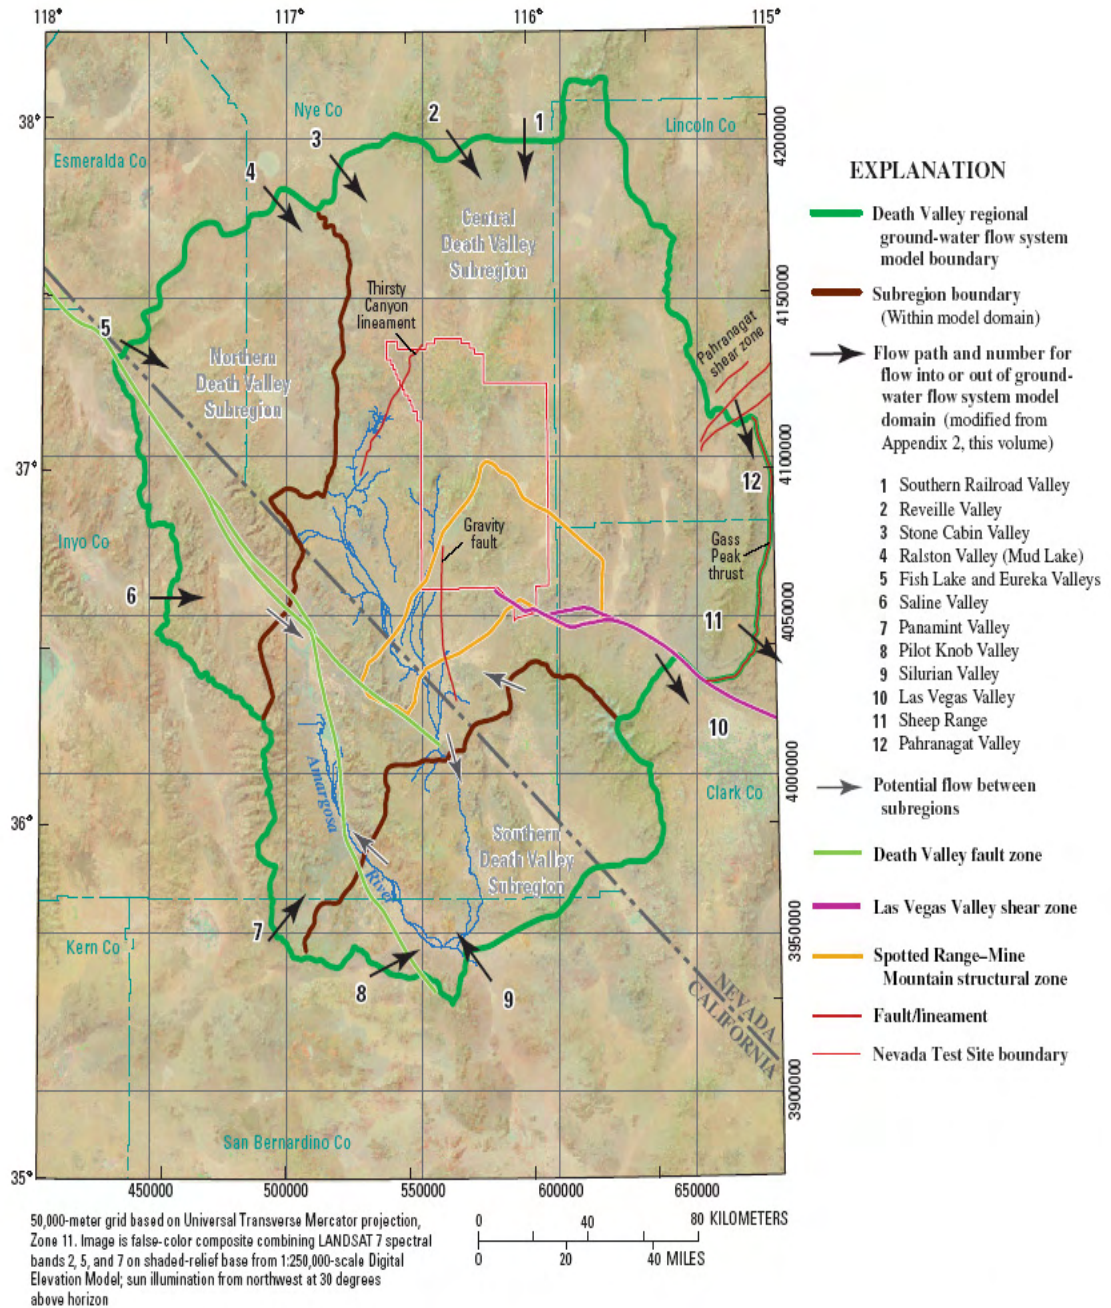 118°
117°
116°
115°
38°
37°
36°
35°
Nye Co
Lincoln Co
Esmeralda Co
Inyo Co
Clark Co
Kern Co
San Bernardino Co
1
2
3
4
5
6
7
8
9
10
11
12
Central
Death Valley
Subregion
Thirsty
Canyon
lineament
Northern
Death Valley
Subregion
Pahranagat
shear zone
Gravity
fault
Gass
Peak
thrust
Amargosa
River
Southern
Death Valley
Subregion
NEVADA
CALIFORNIA
4200000
4150000
4100000
4050000
4000000
3950000
3900000
450000
500000
550000
600000
650000
EXPLANATION
Death Valley regional
ground-water flow system
model boundary
Subregion boundary
(Within model domain)
Flow path and number for
flow into or out of ground-
water flow system model
domain (modified from
Appendix 2, this volume)
1 Southern Railroad Valley
2 Reveille Valley
3 Stone Cabin Valley
4 Ralston Valley (Mud Lake)
5 Fish Lake and Eureka Valleys
6 Saline Valley
7 Panamint Valley
8 Pilot Knob Valley
9 Silurian Valley
10 Las Vegas Valley
11 Sheep Range
12 Pahranagat Valley
Potential flow between
subregions
Death Valley fault zone
Las Vegas Valley shear zone
Spotted Range–Mine
Mountain structural zone
Fault/lineament
Nevada Test Site boundary
50,000-meter grid based on Universal Transverse Mercator projection,
Zone 11. Image is false-color composite combining LANDSAT 7 spectral
bands 2, 5, and 7 on shaded-relief base from 1:250,000-scale Digital
Elevation Model; sun illumination from northwest at 30 degrees
above horizon
0 40 80 KILOMETERS
0 20 40 MILES